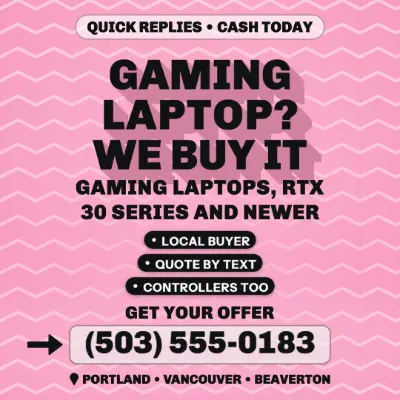 QUICK REPLIES • CASH TODAY
GAMING
LAPTOP?
WE BUY IT
GAMING LAPTOPS, RTX
30 SERIES AND NEWER
• LOCAL BUYER
• QUOTE BY TEXT
• CONTROLLERS TOO
GET YOUR OFFER
(503) 555-0183
PORTLAND • VANCOUVER • BEAVERTON